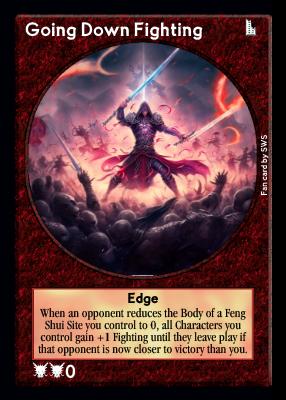 Going Down Fighting
Fan card by SWS
Edge
When an opponent reduces the Body of a Feng
Shui Site you control to 0, all Characters you
control gain +1 Fighting until they leave play if
that opponent is now closer to victory than you.
0